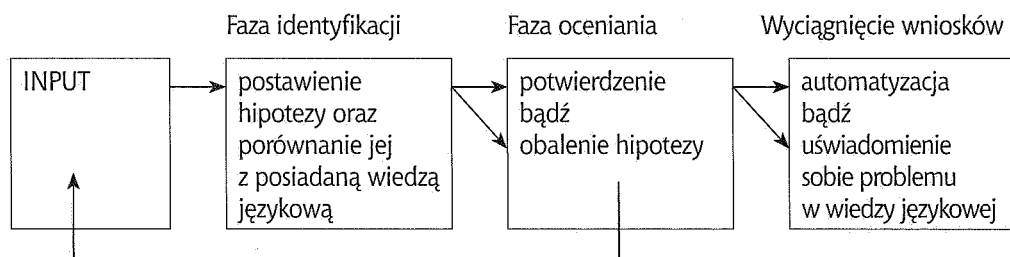 Faza identyfikacji
Faza oceniania
Wyciągnięcie wniosków
INPUT
postawienie
hipotezy oraz
porównanie jej
z posiadaną wiedzą
językową
potwierdzenie
bądź
obalenie hipotezy
automatyzacja
bądź
uświadomienie
sobie problemu
w wiedzy językowej